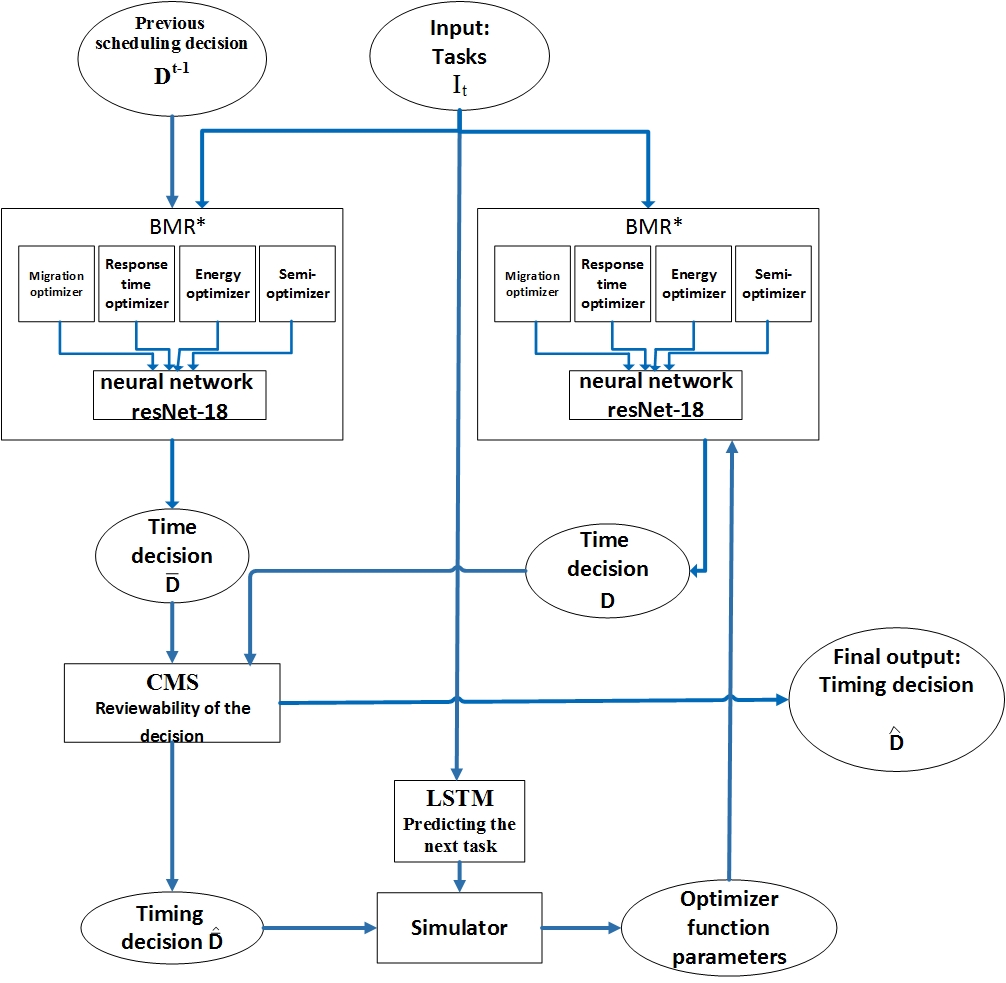 Previous
scheduling decision
D^t-1
Input:
Tasks
I_t
BMR*
Migration
optimizer
Response
time
optimizer
Energy
optimizer
Semi-
optimizer
neural network
resNet-18
BMR*
Migration
optimizer
Response
time
optimizer
Energy
optimizer
Semi-
optimizer
neural network
resNet-18
Time
decision
D̅
Time
decision
D
CMS
Reviewability of the
decision
Final output:
Timing decision
D̂
LSTM
Predicting the
next task
Timing
decision D̂
Simulator
Optimizer
function
parameters